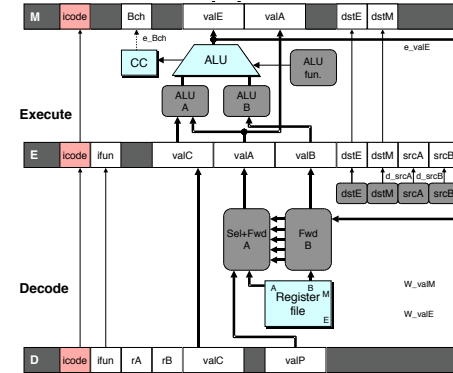 M icode Bch valE valA dstE dstM
e_Bch
e_valE
CC ALU ALU fun.
ALU A ALU B
Execute
E icode ifun valC valA valB dstE dstM srcA srcB
d_srcA d_srcB
dstE dstM srcA srcB
Sel+Fwd A Fwd B
Decode
A B M
Register file
E
W_valM
W_valE
D icode ifun rA rB valC valP